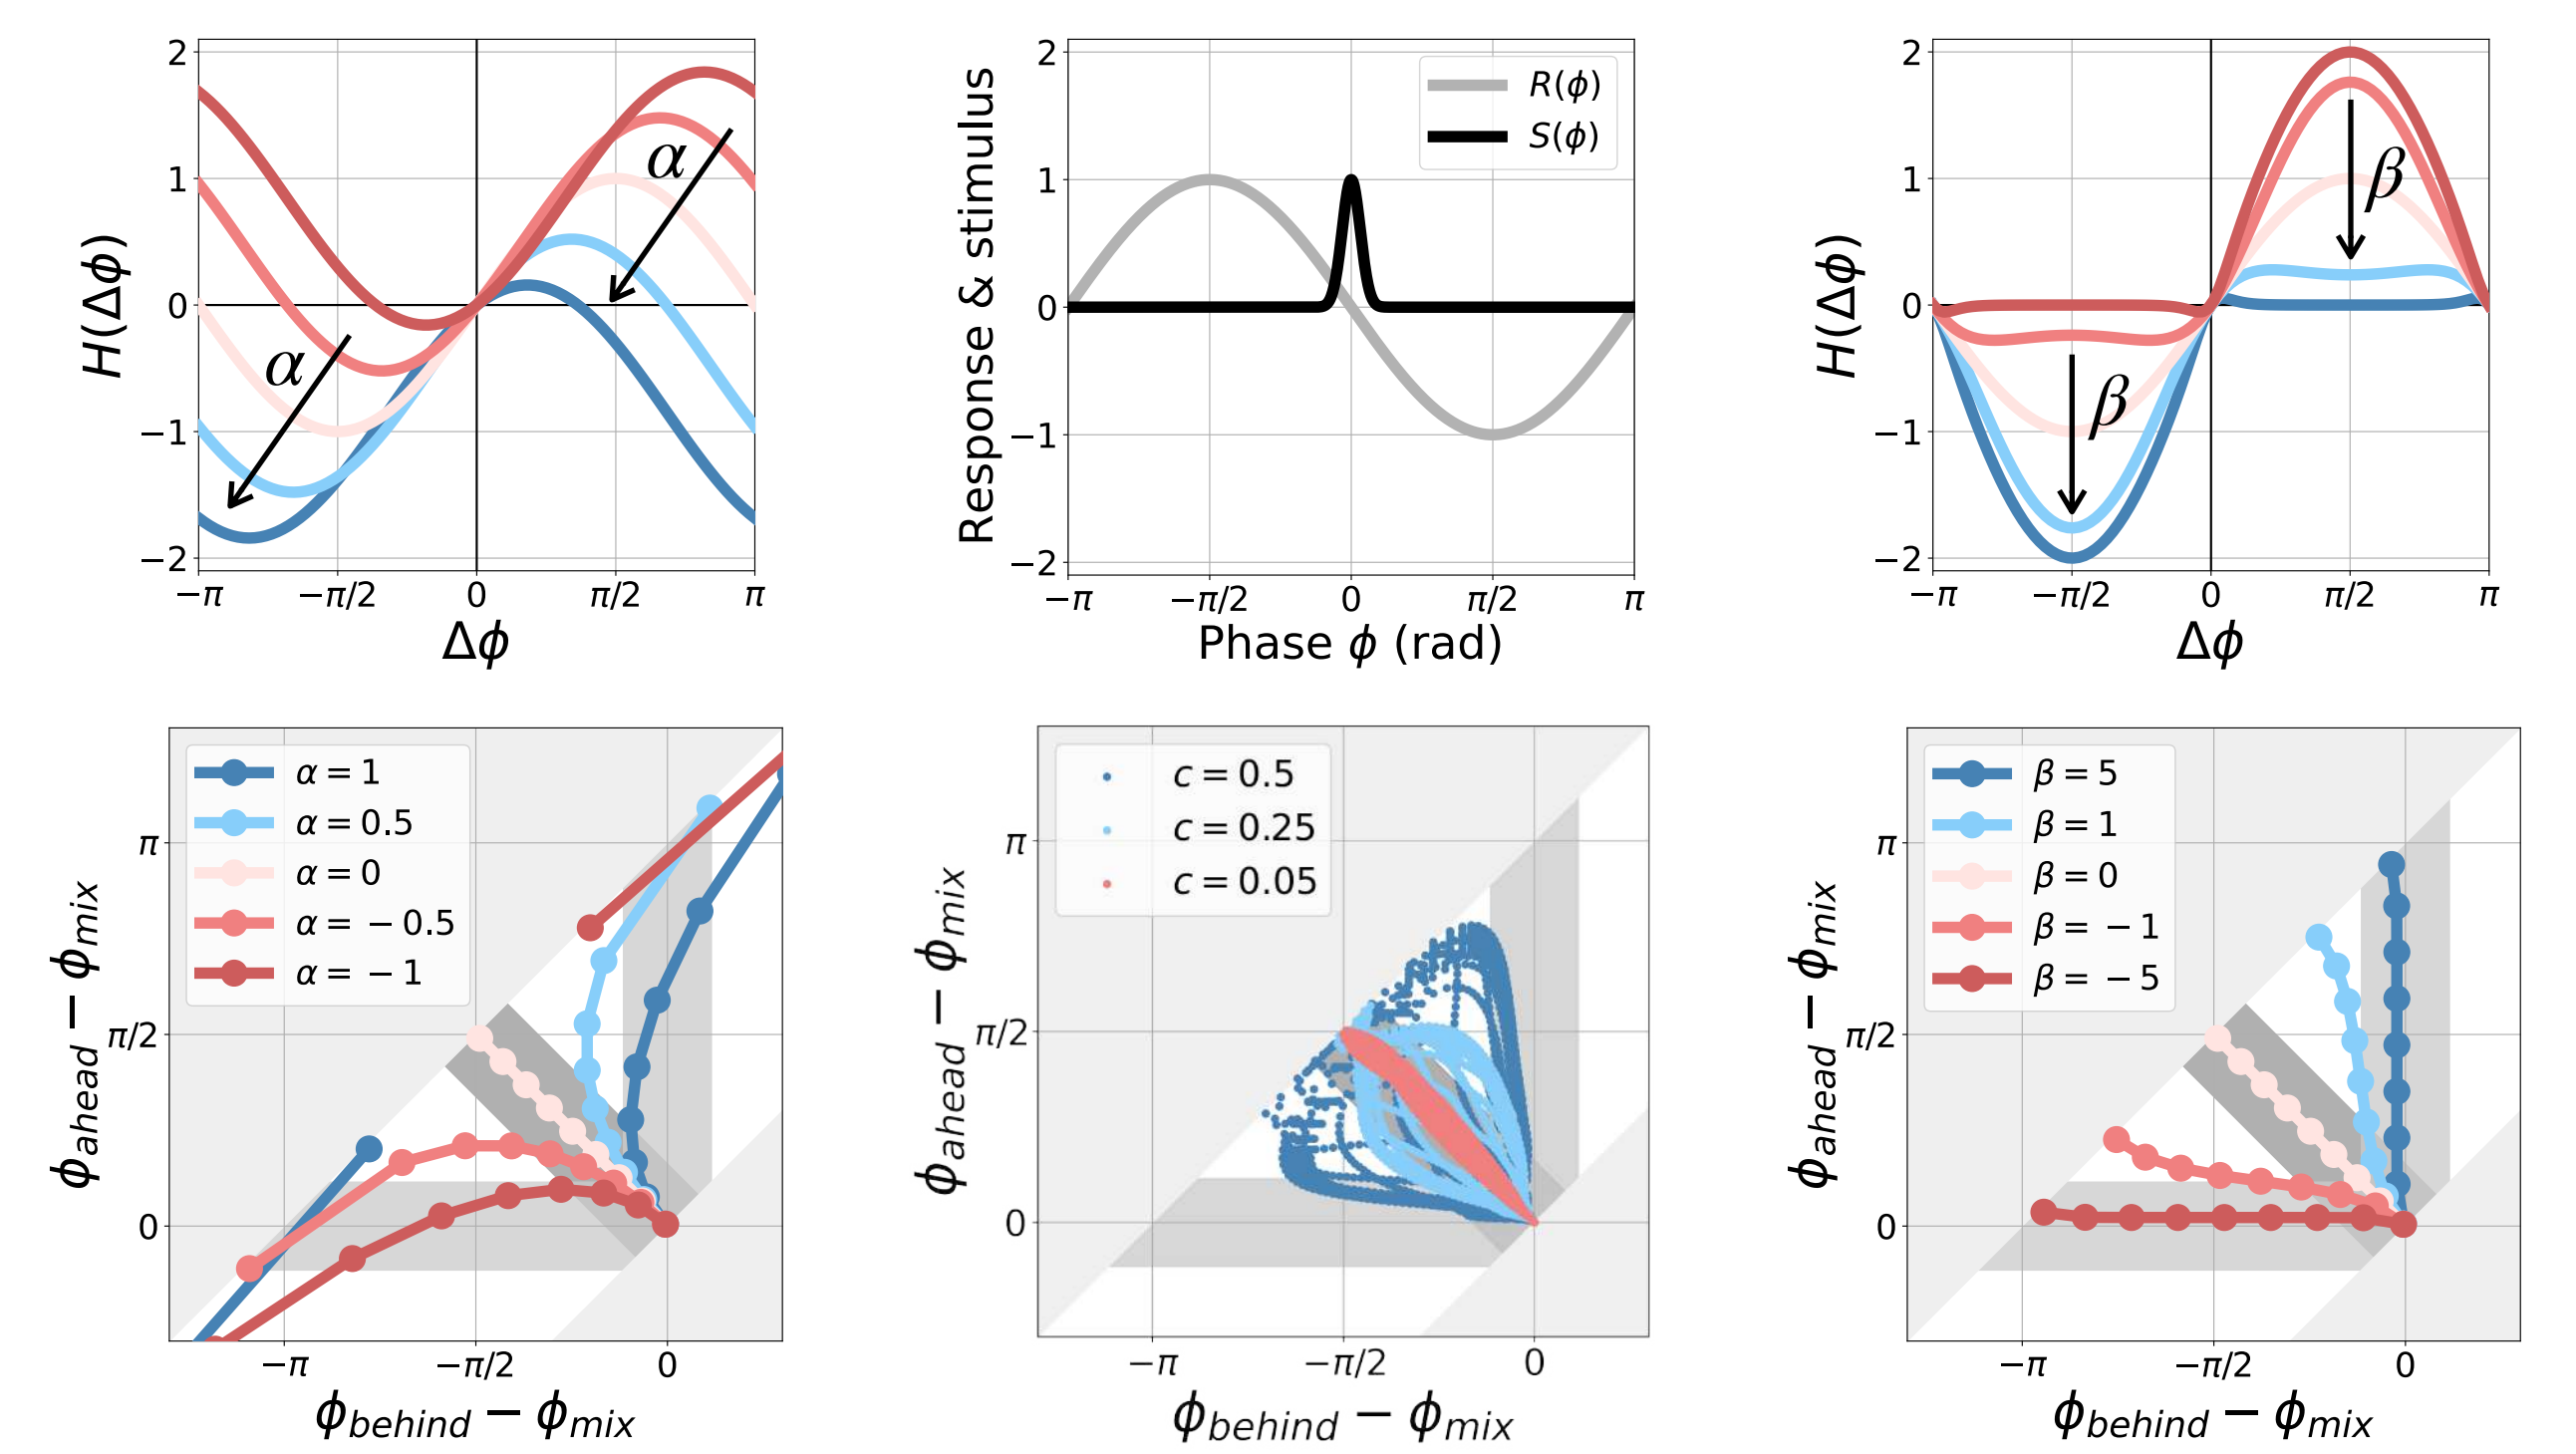 2
1
0
−1
−2
H(Δϕ)
α
α
−π
−π/2
0
π/2
π
Δϕ
2
1
0
−1
−2
Response & stimulus
R(ϕ)
S(ϕ)
−π
−π/2
0
π/2
π
Phase ϕ (rad)
2
1
0
−1
−2
H(Δϕ)
β
β
−π
−π/2
0
π/2
π
Δϕ
α = 1
α = 0.5
α = 0
α = − 0.5
α = − 1
π
π/2
0
ϕahead − ϕmix
−π
−π/2
0
ϕbehind − ϕmix
c = 0.5
c = 0.25
c = 0.05
π
π/2
0
ϕahead − ϕmix
−π
−π/2
0
ϕbehind − ϕmix
β = 5
β = 1
β = 0
β = − 1
β = − 5
π
π/2
0
ϕahead − ϕmix
−π
−π/2
0
ϕbehind − ϕmix